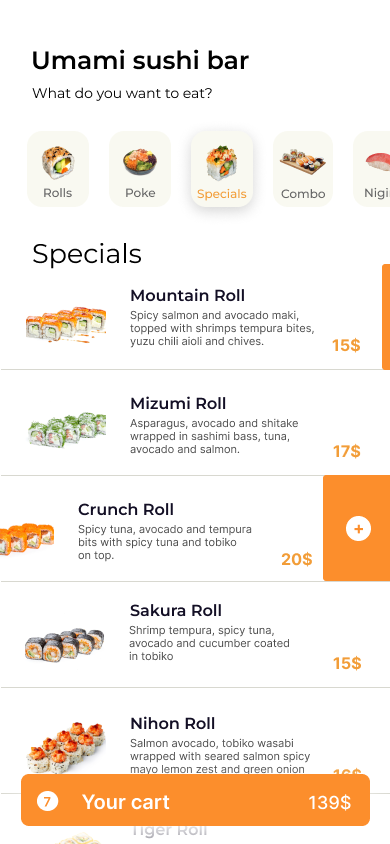 Umami sushi bar
What do you want to eat?
Rolls
Poke
Specials
Combo
Specials
Mountain Roll
Spicy salmon and avocado maki,
topped with shrimps tempura bites,
yuzu chili aioli and chives.
15$
Mizumi Roll
Asparagus, avocado and shitake
wrapped in sashimi bass, tuna,
avocado and salmon.
17$
Crunch Roll
Spicy tuna, avocado and tempura
bits with spicy tuna and tobiko
on top.
20$
+
Sakura Roll
Shrimp tempura, spicy tuna,
avocado and cucumber coated
in tobiko
15$
Nihon Roll
Salmon avocado, tobiko wasabi
wrapped with seared salmon spicy
mayo lemon zest and green onion
7
Your cart
139$
Tiger Roll